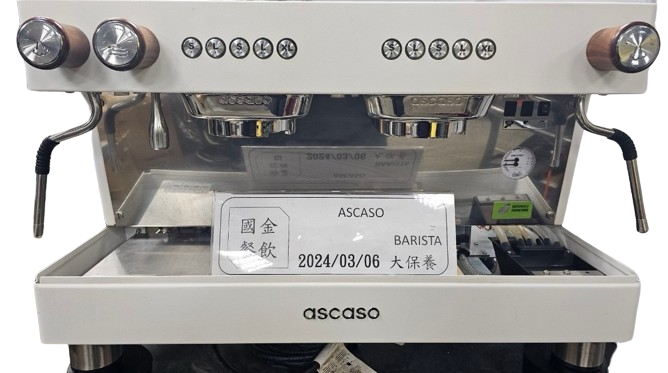 S L S L XL
S L S L XL
ascaso
ascaso
國金
餐飲
ASCASO
BARISTA
2024/03/06 大保養
ascaso